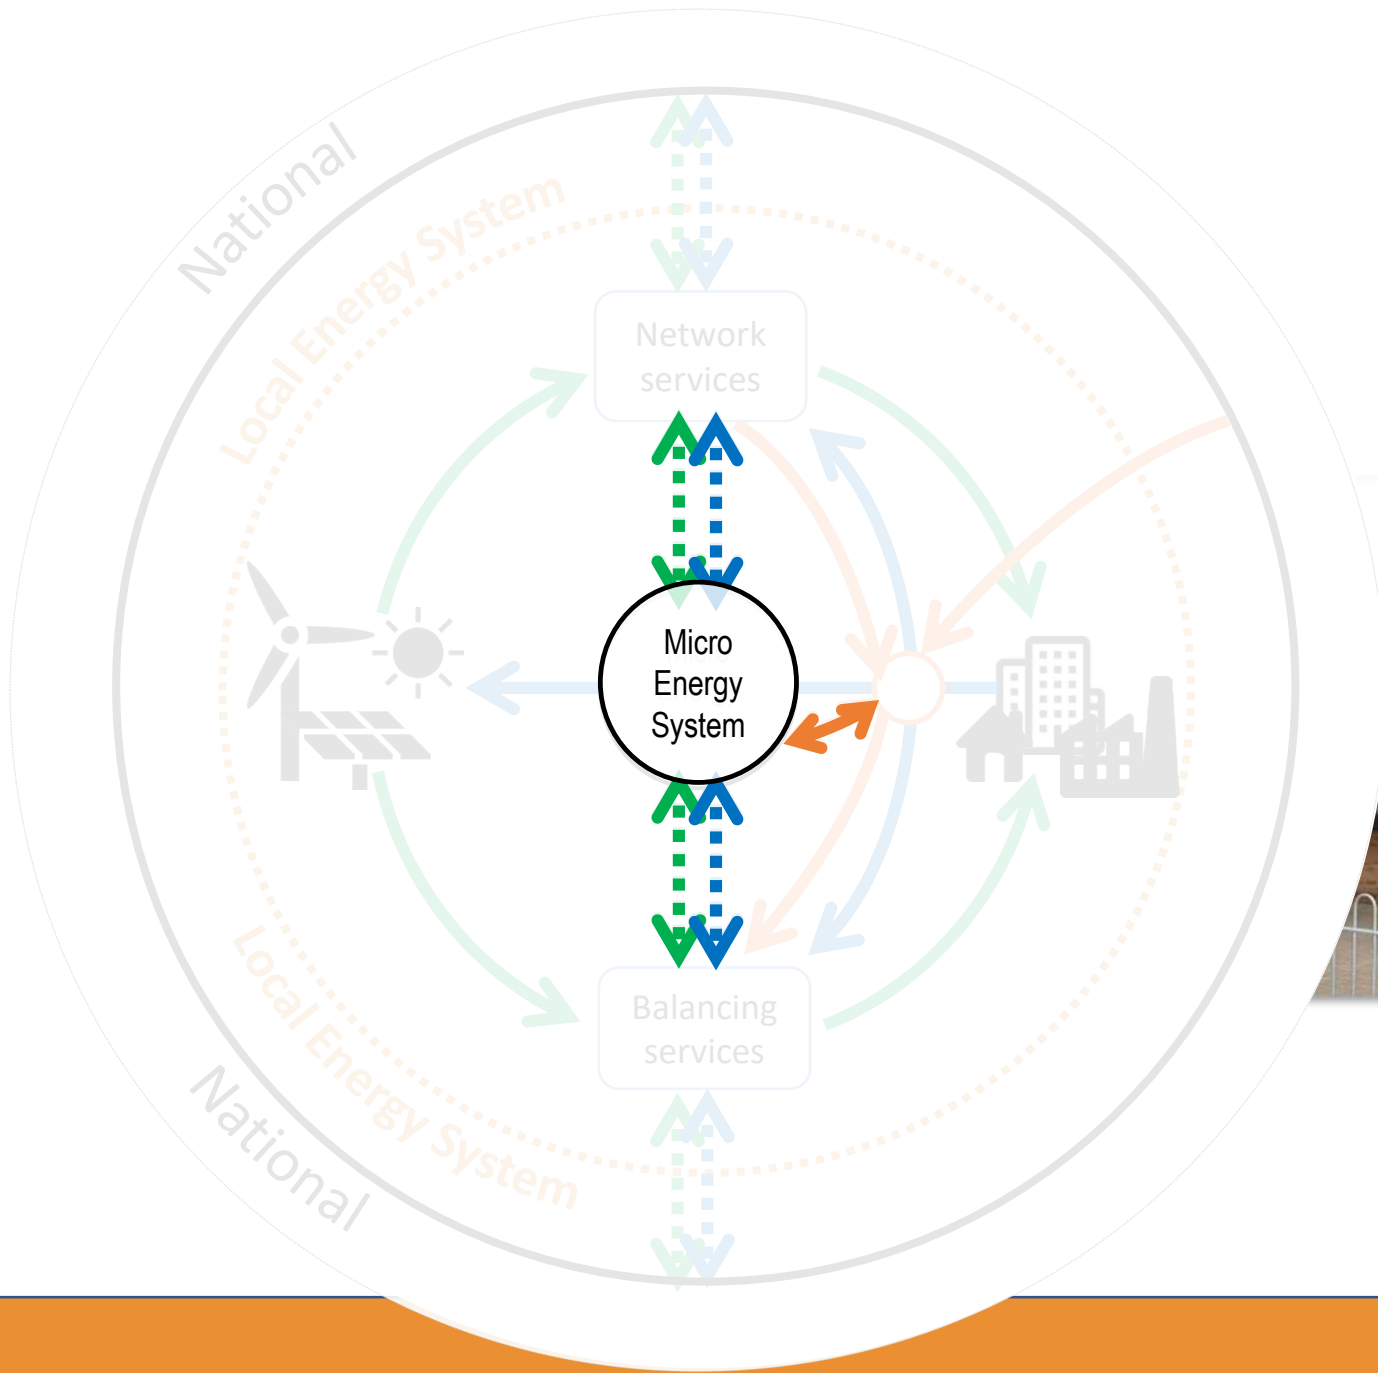 National
Local Energy System
Network
services
Micro
Energy
System
Balancing
services
Local Energy System
National